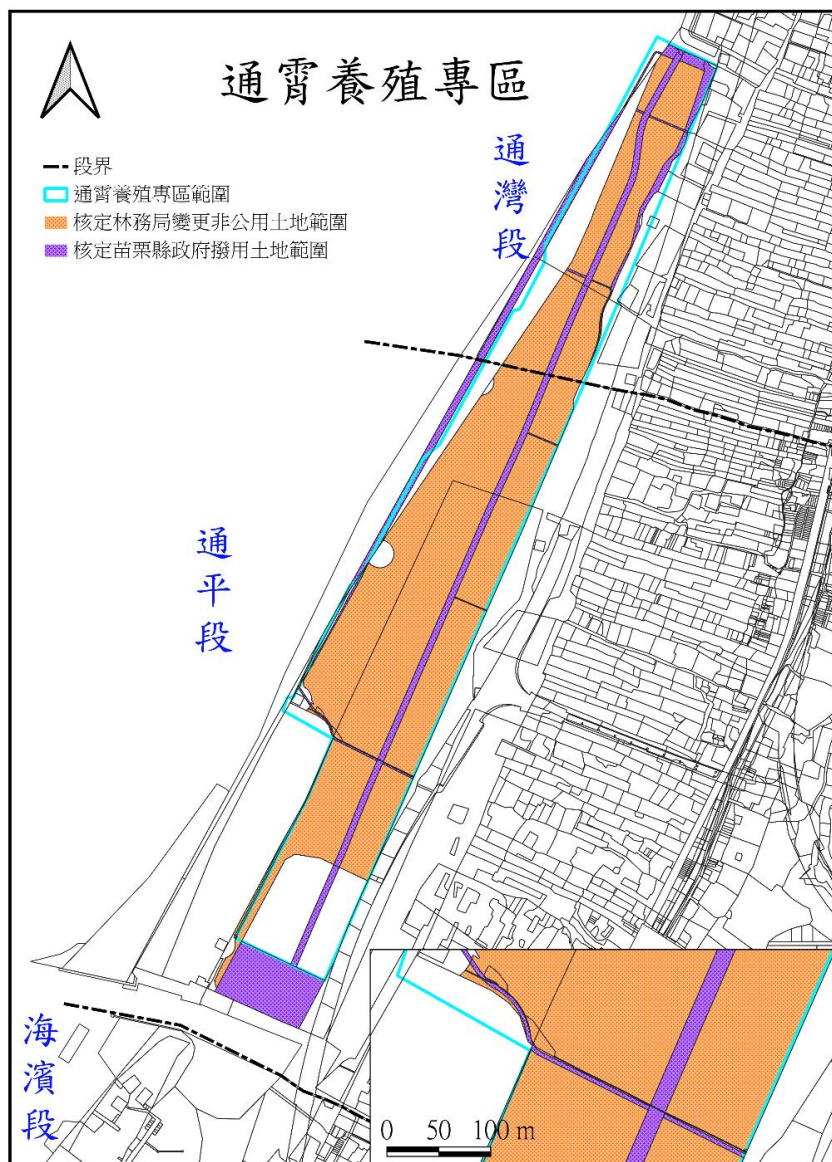 通霄養殖專區
段界
通霄養殖專區範圍
核定林務局變更非公用土地範圍
核定苗栗縣政府撥用土地範圍
通灣段
通平段
海濱段
0 50 100 m